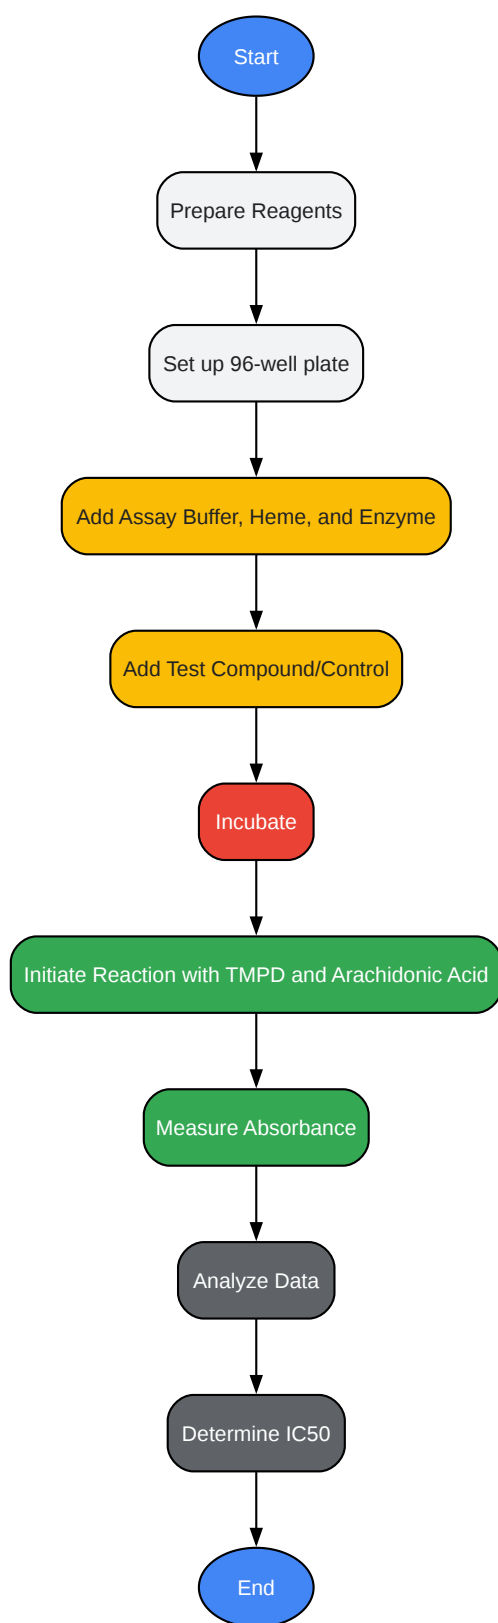 Start
Prepare Reagents
Set up 96-well plate
Add Assay Buffer, Heme, and Enzyme
Add Test Compound/Control
Incubate
Initiate Reaction with TMPD and Arachidonic Acid
Measure Absorbance
Analyze Data
Determine IC50
End